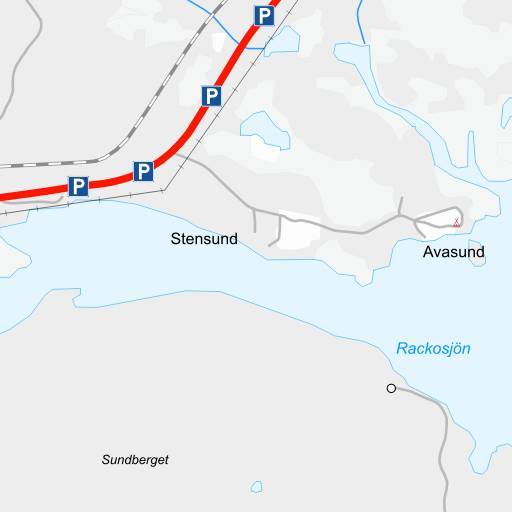 P
P
P
P
Stensund
Avasund
Rackosjön
Sundberget